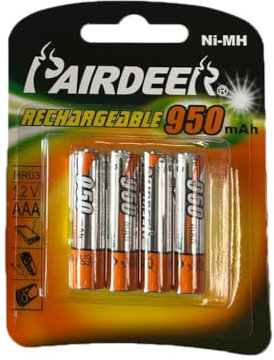 Ni-MH
PAIRDEER®
RECHARGEABLE 950 mAh
HR03
1.2V
AAA
950
950
950
950